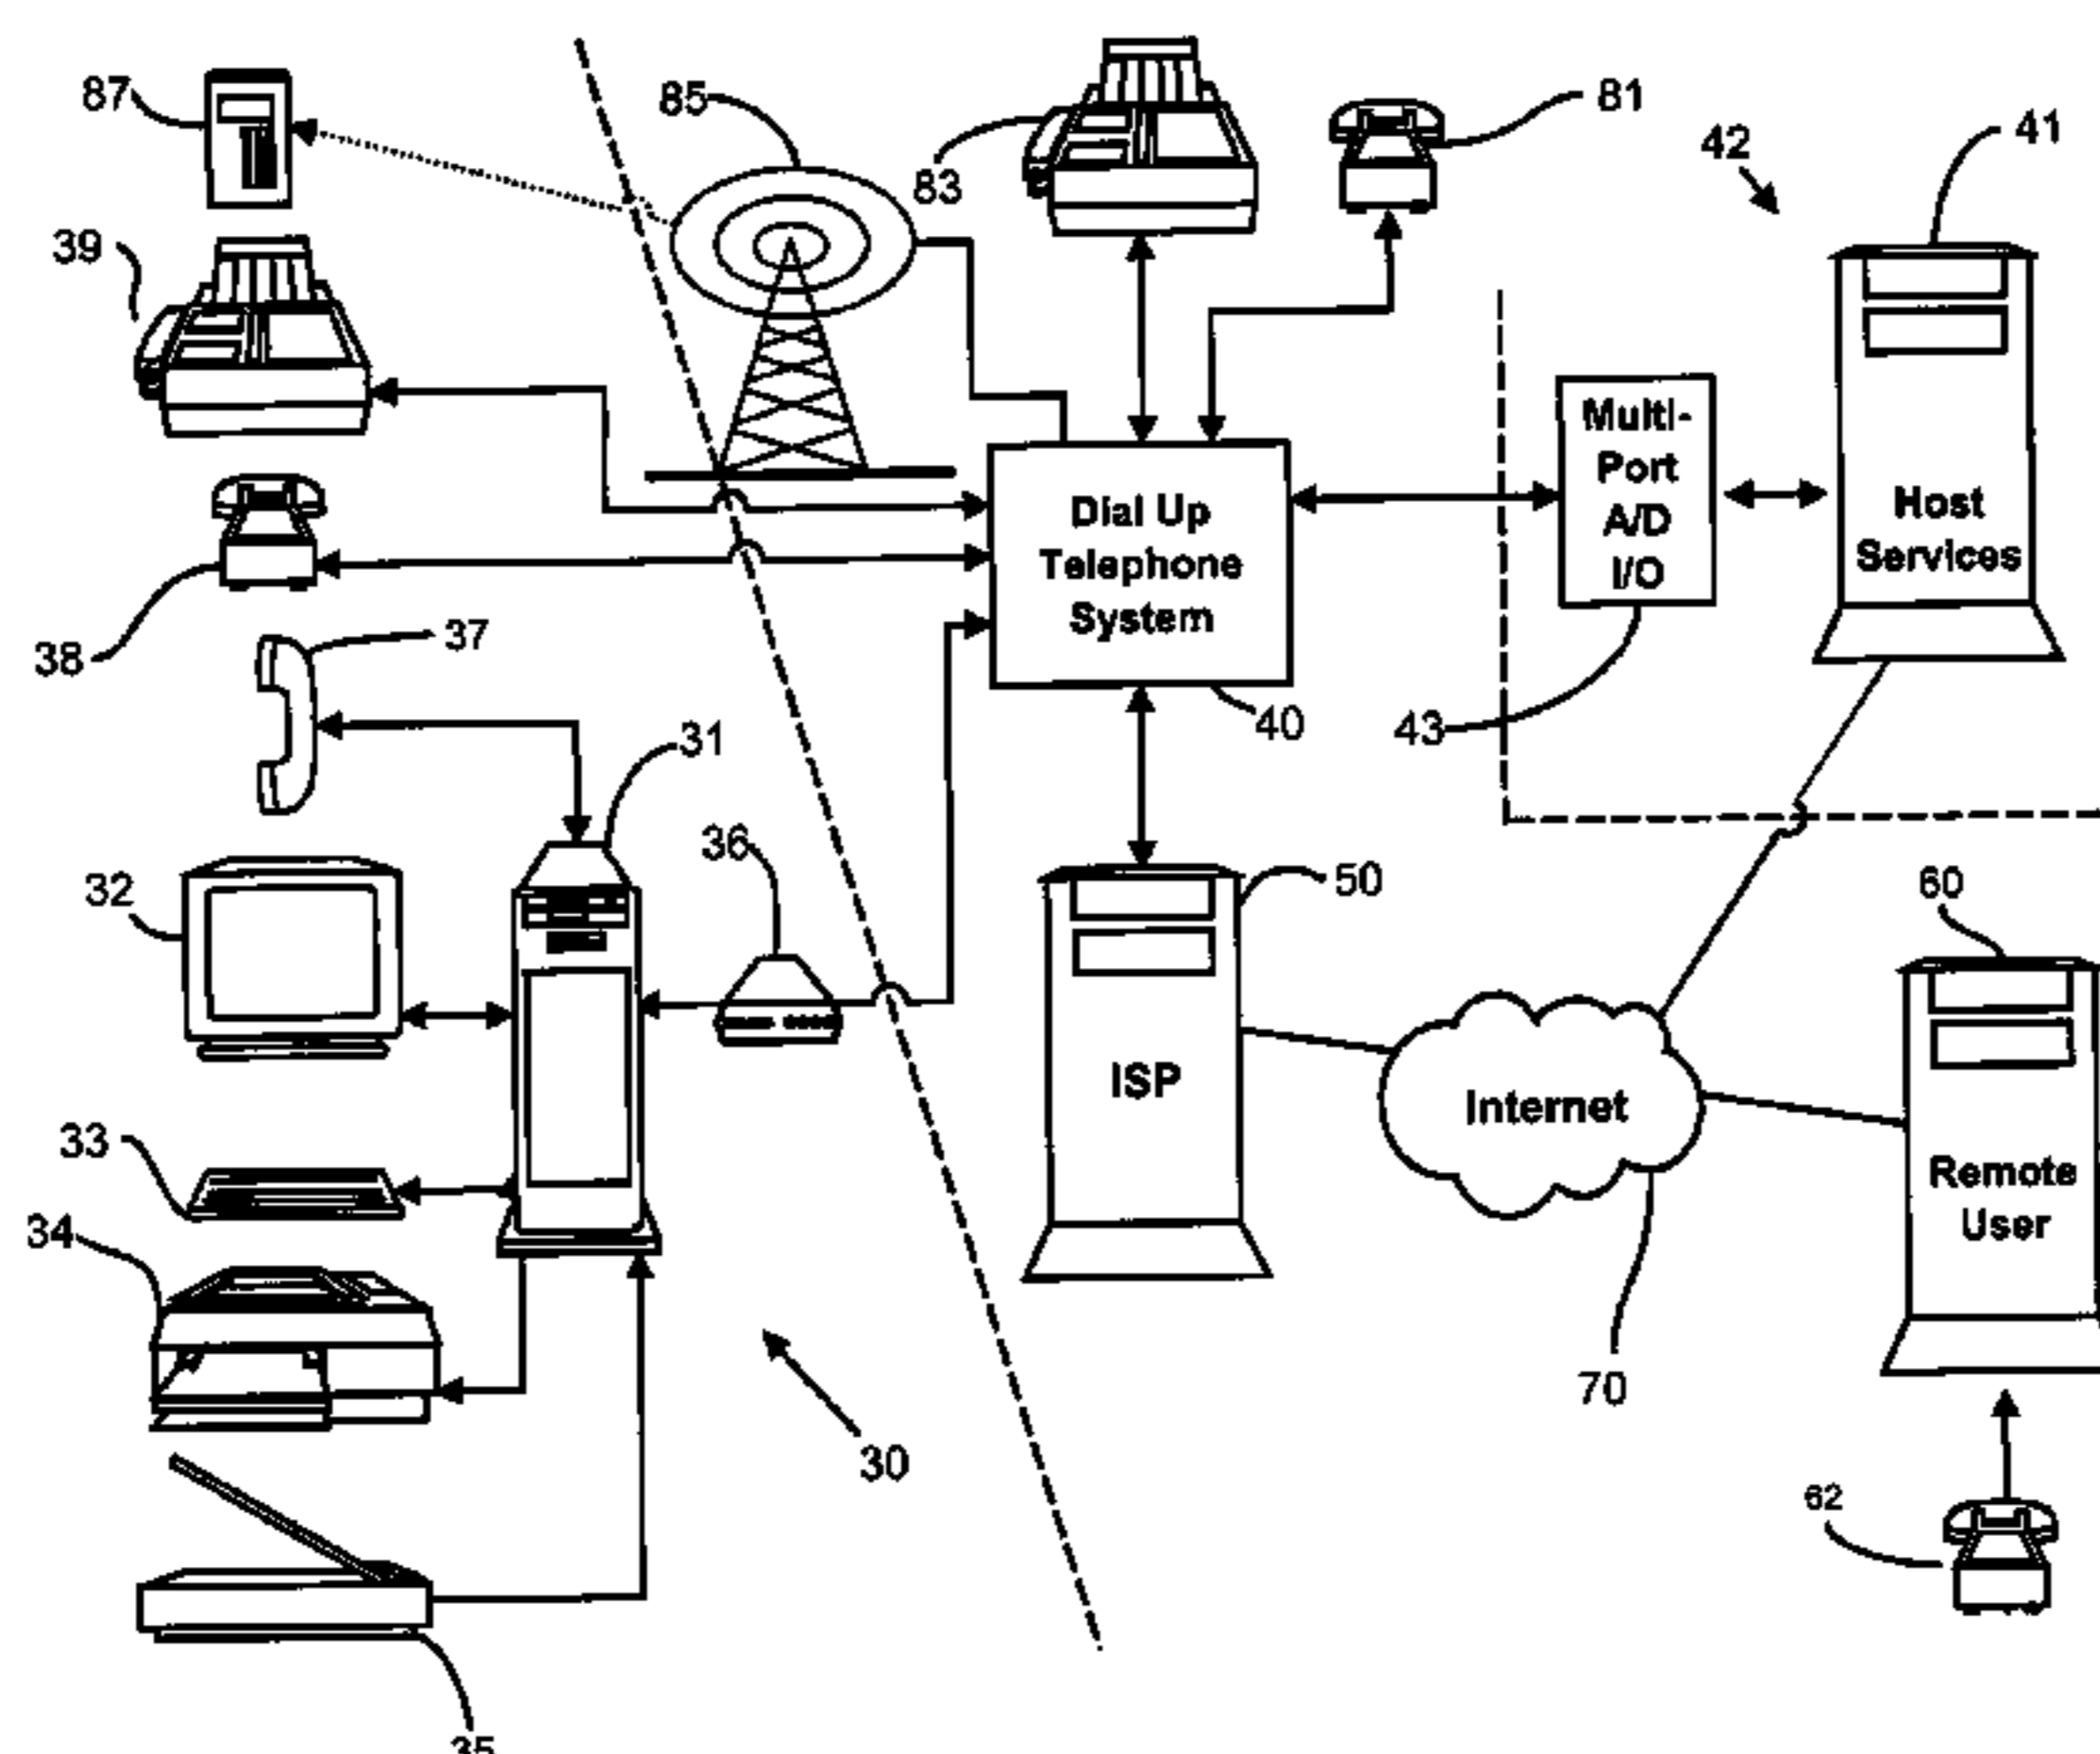 87
85
83
81
42
41
39
Multi-
Port
A/D
I/O
Host
Services
Dial Up
Telephone
System
38
37
40
43
31
36
32
50
60
ISP
Internet
33
Remote
User
34
70
30
62
35